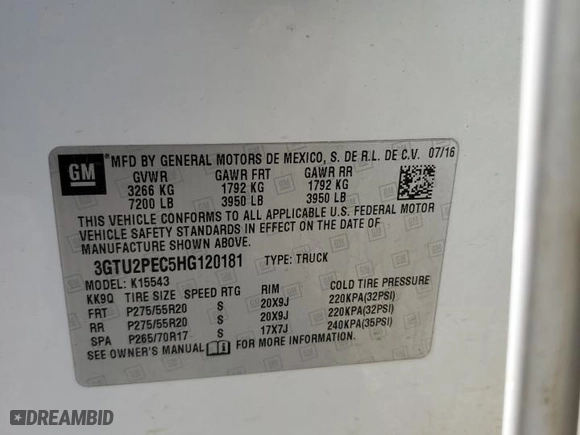 GM
MFD BY GENERAL MOTORS DE MEXICO, S. DE R.L. DE C.V. 07/16
GVWR GAWR FRT GAWR RR
3266 KG 1792 KG 1792 KG
7200 LB 3950 LB 3950 LB
THIS VEHICLE CONFORMS TO ALL APPLICABLE U.S. FEDERAL MOTOR
VEHICLE SAFETY STANDARDS IN EFFECT ON THE DATE OF
MANUFACTURE SHOWN ABOVE.
3GTU2PEC5HG120181 TYPE: TRUCK
MODEL: K15543
KK9Q TIRE SIZE SPEED RTG RIM COLD TIRE PRESSURE
FRT P275/55R20 S 20X9J 220KPA(32PSI)
RR P275/55R20 S 20X9J 220KPA(32PSI)
SPA P265/70R17 S 17X7J 240KPA(35PSI)
SEE OWNER'S MANUAL FOR MORE INFORMATION.
DREAMBID